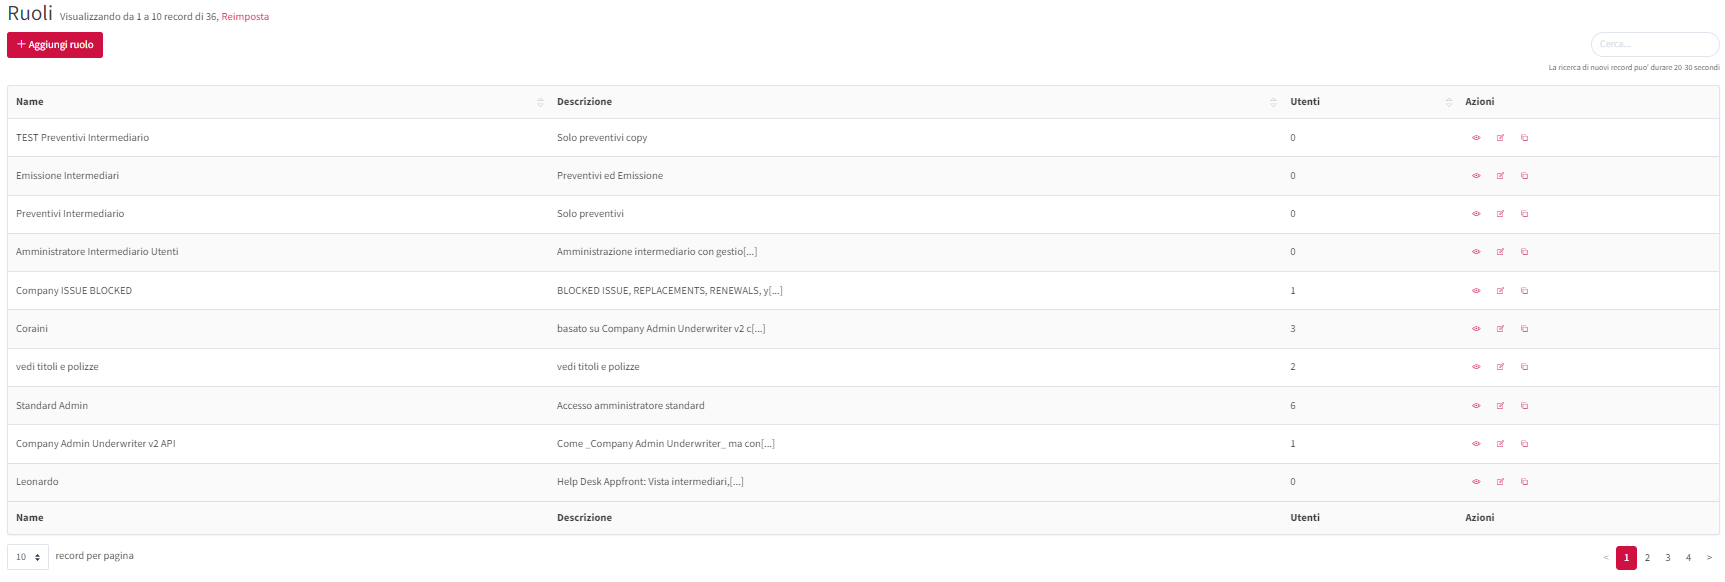 Ruoli Visualizzando da 1 a 10 record di 36, Reimposta
+ Aggiungi ruolo
Cerca...
La ricerca di nuovi record puo' durare 20-30 secondi
Name Descrizione Utenti Azioni
TEST Preventivi Intermediario Solo preventivi copy 0
Emissione Intermediari Preventivi ed Emissione 0
Preventivi Intermediario Solo preventivi 0
Amministratore Intermediario Utenti Amministrazione intermediario con gestio[...] 0
Company ISSUE BLOCKED BLOCKED ISSUE, REPLACEMENTS, RENEWALS, y[...] 1
Coraini basato su Company Admin Underwriter v2 c[...] 3
vedi titoli e polizze vedi titoli e polizze 2
Standard Admin Accesso amministratore standard 6
Company Admin Underwriter v2 API Come _Company Admin Underwriter_ ma con[...] 1
Leonardo Help Desk Appfront: Vista intermediari,[...] 0
Name Descrizione Utenti Azioni
10 record per pagina
< 1 2 3 4 >